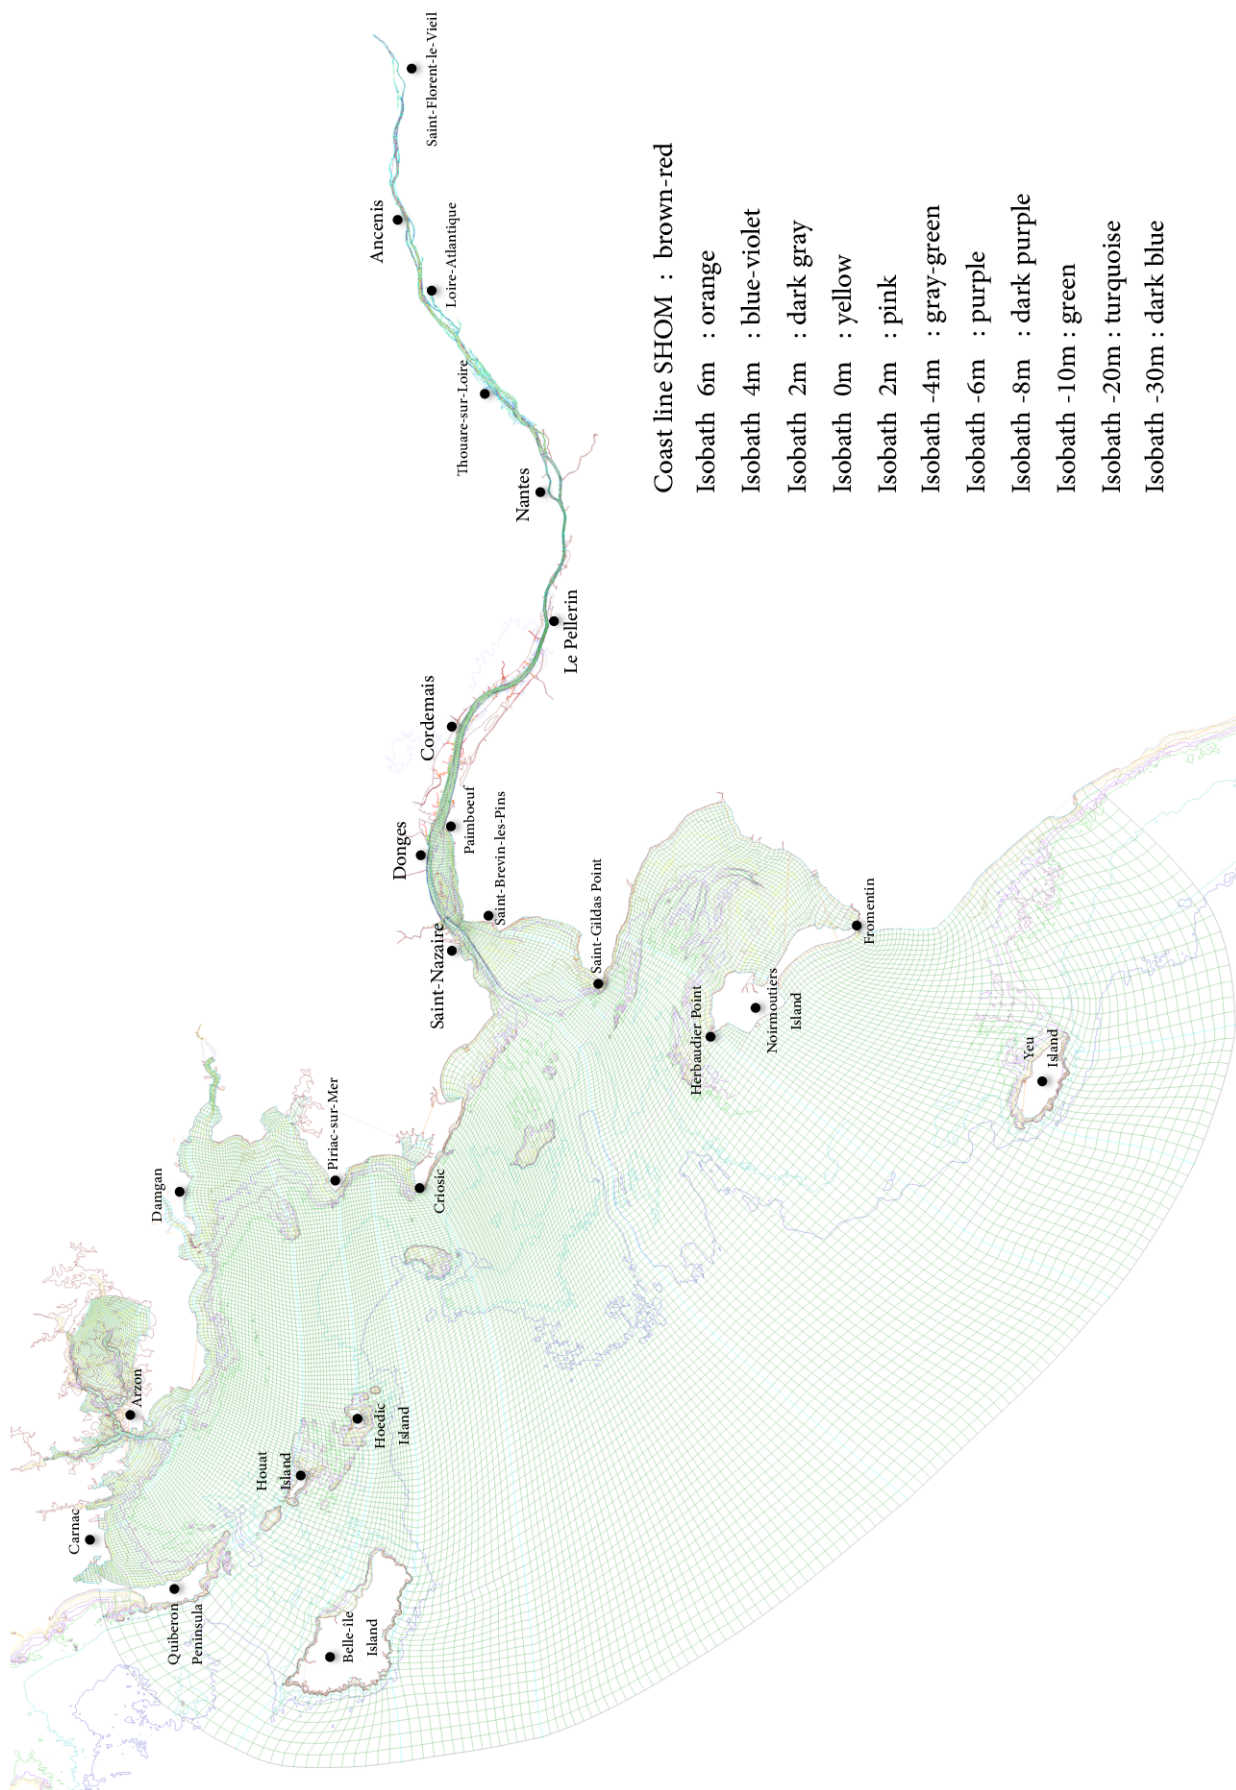 Saint-Florent-le-Vieil
Ancenis
Loire-Atlantique
Thouare-sur-Loire
Nantes
Le Pellerin
Cordemais
Paimboeuf
Donges
Saint-Brevin-les-Pins
Saint-Nazaire
Saint-Gildas Point
Fromentin
Herbaudier Point
Noirmoutiers
Island
Yeu
Island
Piriac-sur-Mer
Criosic
Damgan
Arzon
Hoedic
Island
Houat
Island
Carnac
Quiberon
Peninsula
Belle-île
Island
Coast line SHOM : brown-red
Isobath 6m : orange
Isobath 4m : blue-violet
Isobath 2m : dark gray
Isobath 0m : yellow
Isobath 2m : pink
Isobath -4m : gray-green
Isobath -6m : purple
Isobath -8m : dark purple
Isobath -10m : green
Isobath -20m : turquoise
Isobath -30m : dark blue